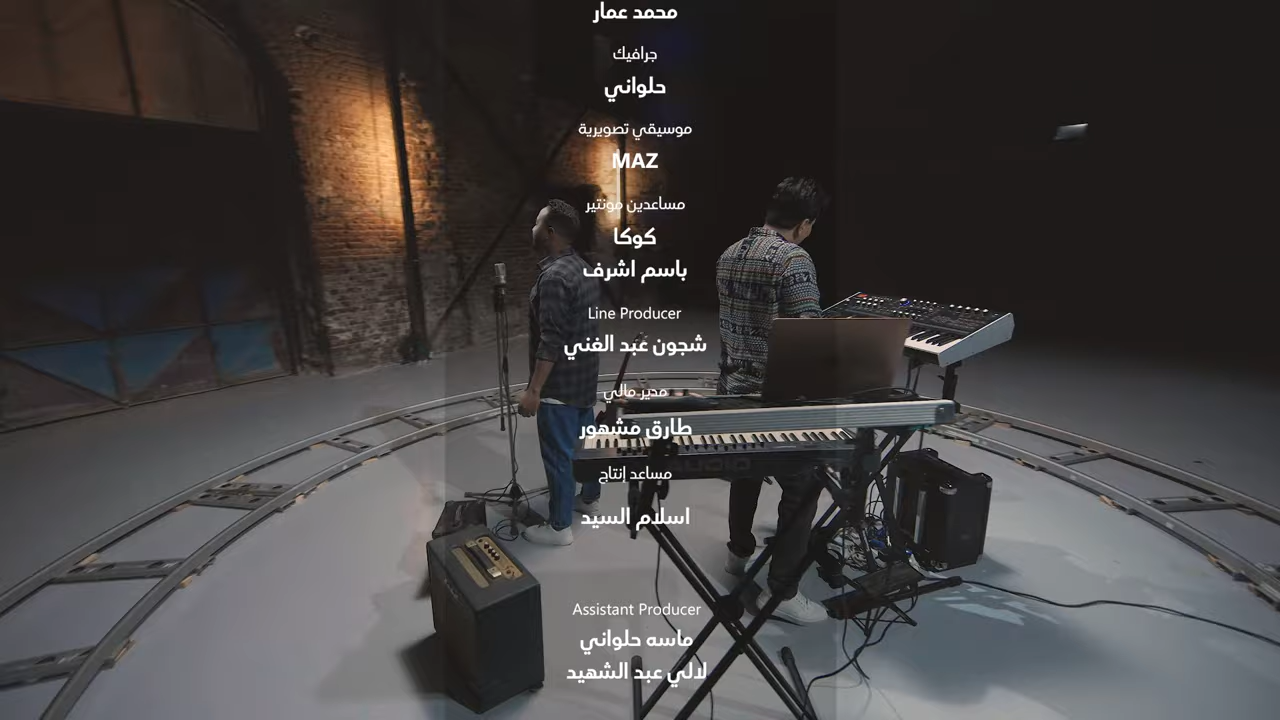 محمد عمار
جرافيك
حلواني
موسيقي تصويرية
MAZ
مساعدين مونتير
كوكا
باسم اشرف
Line Producer
شجون عبد الغني
مدير مالي
طارق مشهور
مساعد إنتاج
اسلام السيد
Assistant Producer
ماسه حلواني
لالي عبد الشهيد